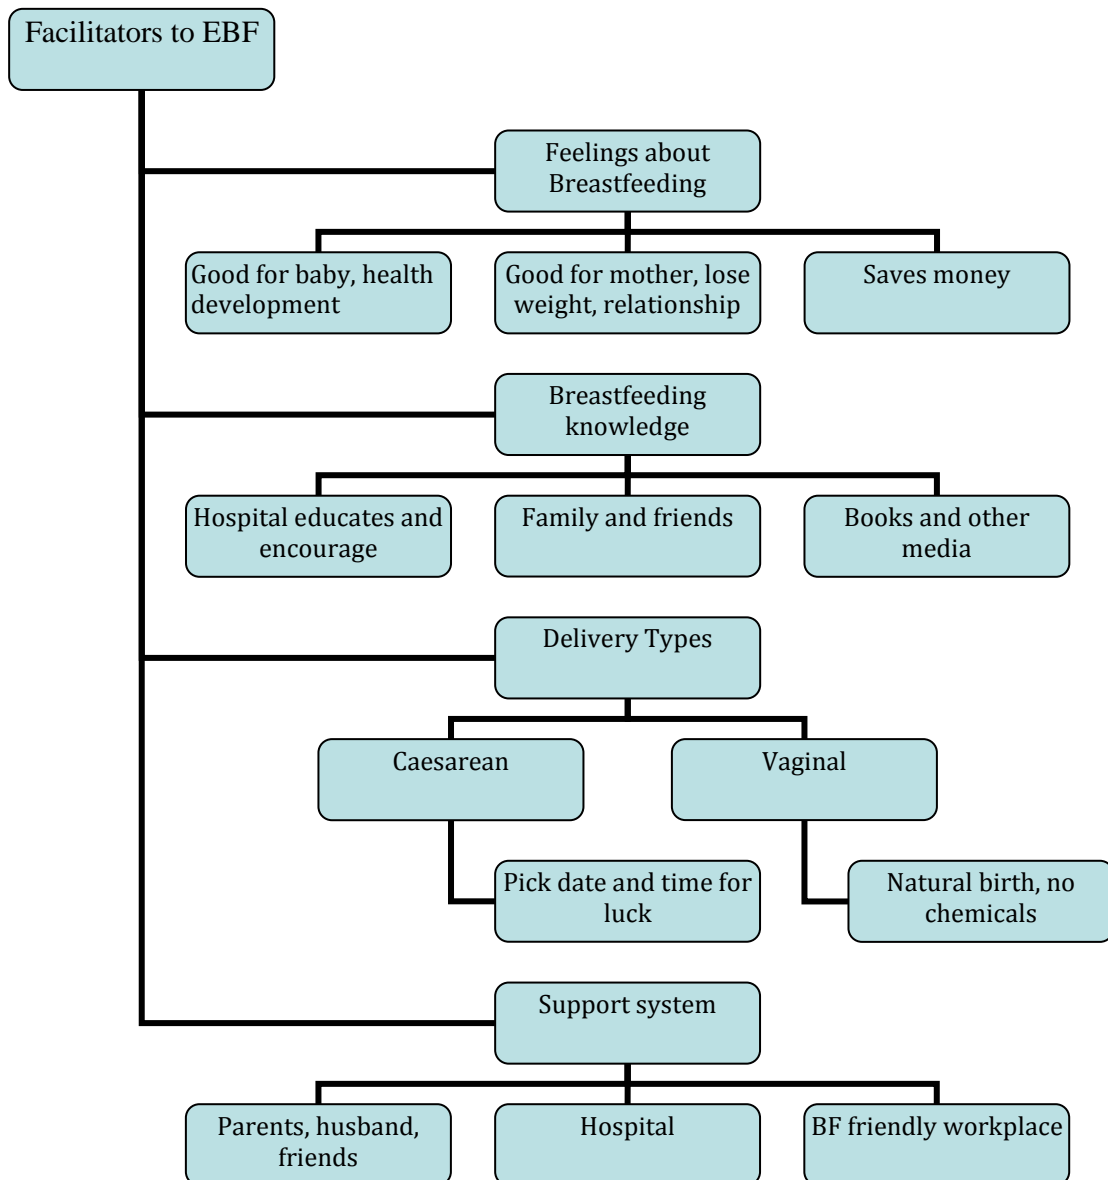 Facilitators to EBF
Feelings about
Breastfeeding
Good for baby, health
development
Good for mother, lose
weight, relationship
Saves money
Breastfeeding
knowledge
Hospital educates and
encourage
Family and friends
Books and other
media
Delivery Types
Caesarean
Vaginal
Pick date and time for
luck
Natural birth, no
chemicals
Support system
Parents, husband,
friends
Hospital
BF friendly workplace